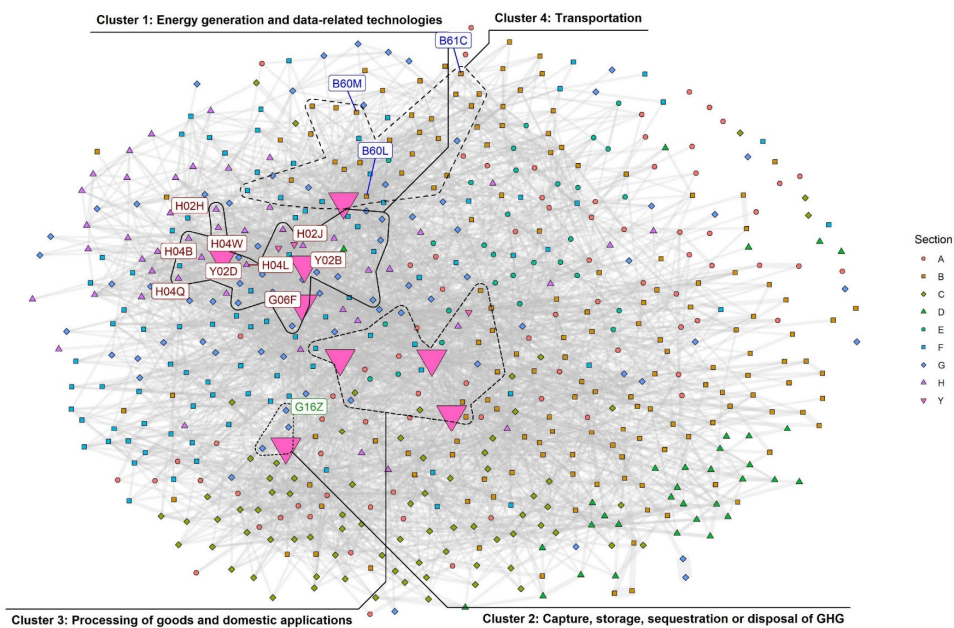 Cluster 1: Energy generation and data-related technologies
Cluster 4: Transportation
B61C
B60M
B60L
H02H
H02J
H04W
H04B
H04L
Y02B
Y02D
H04Q
G06F
G16Z
Section
A
B
C
D
E
F
G
H
Y
Cluster 3: Processing of goods and domestic applications
Cluster 2: Capture, storage, sequestration or disposal of GHG